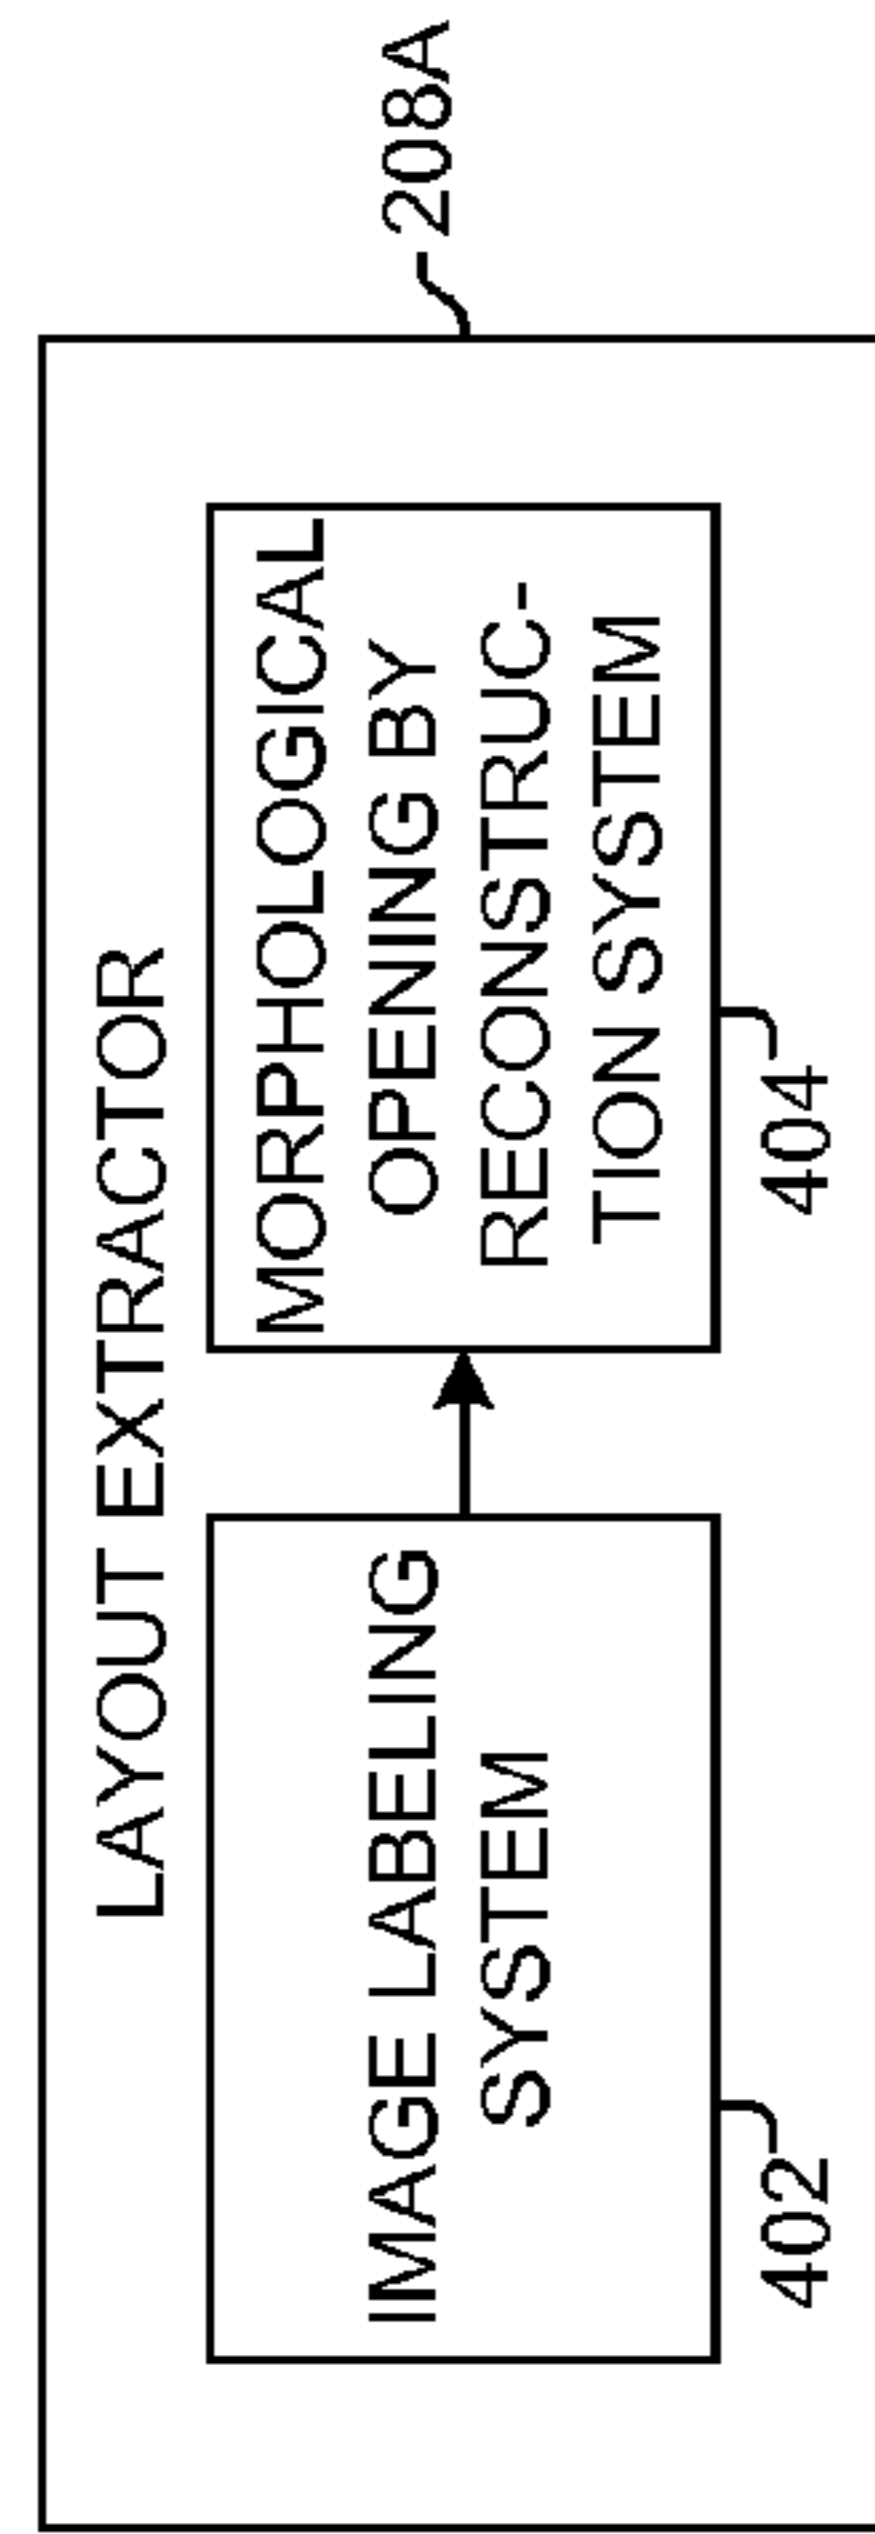 LAYOUT EXTRACTOR
208A
IMAGE LABELING
SYSTEM
402
MORPHOLOGICAL
OPENING BY
RECONSTRUC-
TION SYSTEM
404